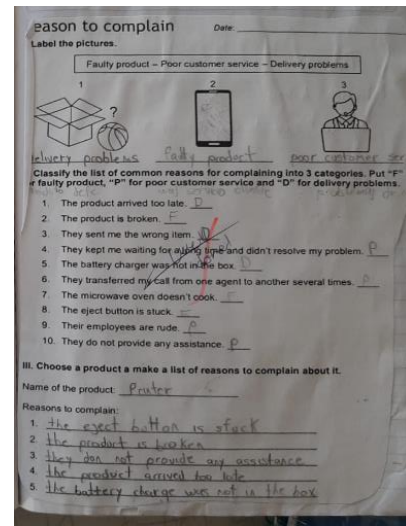 eason to complain Date:
Label the pictures.
Faulty product – Poor customer service – Delivery problems
1 2 3
?
elivery problems Falty product poor customer ser
Classify the list of common reasons for complaining into 3 categories. Put "F"
r faulty product, "P" for poor customer service and "D" for delivery problems.
1. The product arrived too late. D
2. The product is broken. F
3. They sent me the wrong item. D
4. They kept me waiting for a long time and didn't resolve my problem. P
5. The battery charger was not in the box. D
6. They transferred my call from one agent to another several times. P
7. The microwave oven doesn't cook. F
8. The eject button is stuck. F
9. Their employees are rude. P
10. They do not provide any assistance. P
III. Choose a product a make a list of reasons to complain about it.
Name of the product: Pruter
Reasons to complain:
1. the eject button is stock
2. the product is broken
3. they don not provide any assistance
4. the product arrived too late
5. the battery charge was not in the box